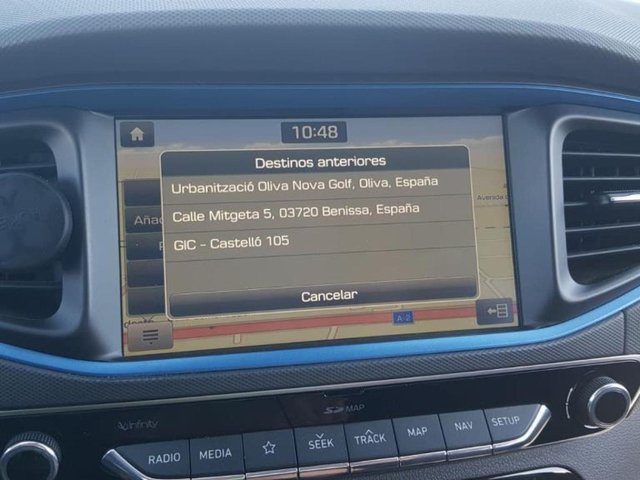 10:48
Destinos anteriores
Urbanització Oliva Nova Golf, Oliva, España
Calle Mitgeta 5, 03720 Benissa, España
GIC - Castelló 105
Cancelar
Añad
Avenida
A-2
Infinity
SD MAP
RADIO
MEDIA
SEEK
TRACK
MAP
NAV
SETUP